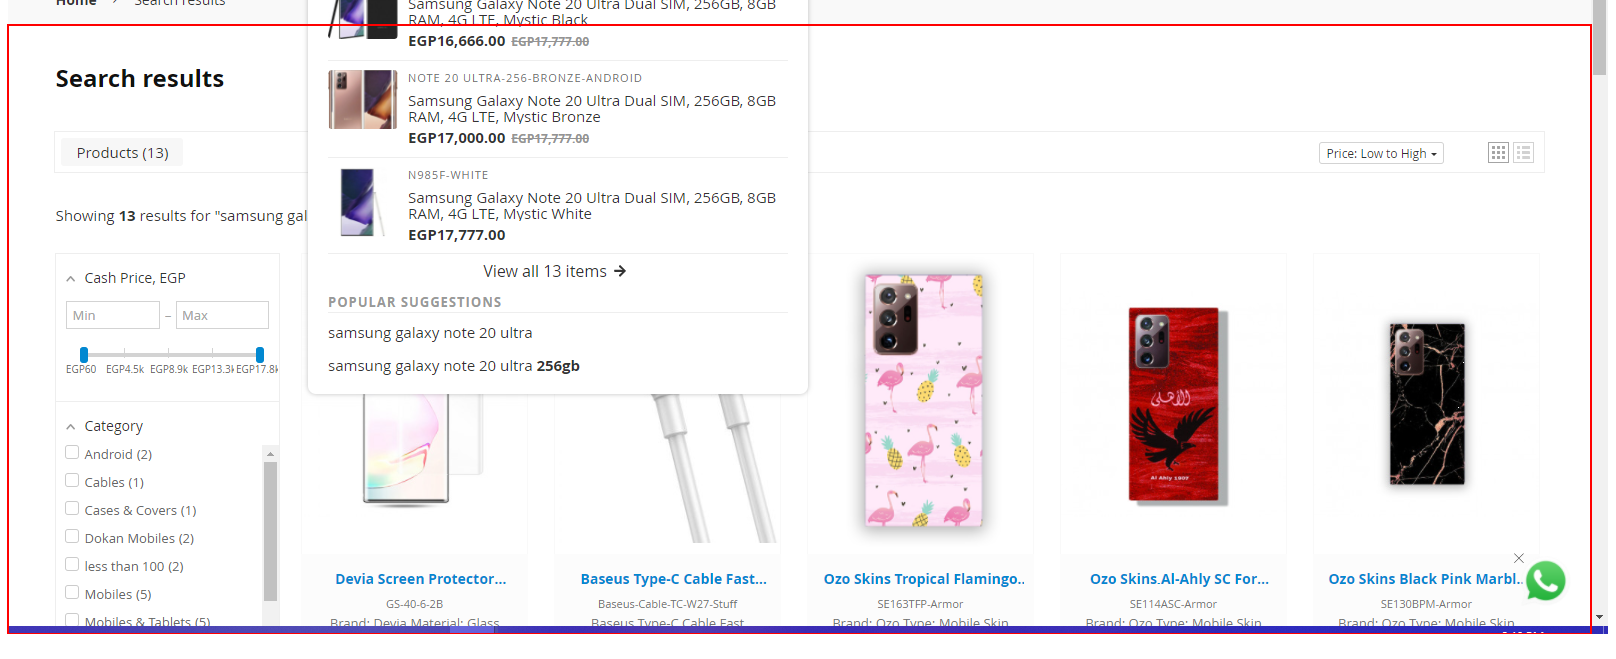 Home > Search results
Samsung Galaxy Note 20 Ultra Dual SIM, 256GB, 8GB
RAM, 4G LTE, Mystic Black
EGP16,666.00 EGP17,777.00
NOTE 20 ULTRA-256-BRONZE-ANDROID
Samsung Galaxy Note 20 Ultra Dual SIM, 256GB, 8GB
RAM, 4G LTE, Mystic Bronze
EGP17,000.00 EGP17,777.00
N985F-WHITE
Samsung Galaxy Note 20 Ultra Dual SIM, 256GB, 8GB
RAM, 4G LTE, Mystic White
EGP17,777.00
View all 13 items →
POPULAR SUGGESTIONS
samsung galaxy note 20 ultra
samsung galaxy note 20 ultra 256gb
Search results
Products (13)
Price: Low to High
Showing 13 results for "samsung gal
Cash Price, EGP
Min – Max
EGP60 EGP4.5k EGP8.9k EGP13.3k EGP17.8k
Category
Android (2)
Cables (1)
Cases & Covers (1)
Dokan Mobiles (2)
less than 100 (2)
Mobiles (5)
Mobiles & Tablets (5)
الأهلي
Al Ahly 1907
Devia Screen Protector...
GS-40-6-2B
Brand: Devia Material: Glass
Baseus Type-C Cable Fast...
Baseus-Cable-TC-W27-Stuff
Baseus Type-C Cable Fast
Ozo Skins Tropical Flamingo..
SE163TFP-Armor
Brand: Ozo Type: Mobile Skin
Ozo Skins.Al-Ahly SC For...
SE114ASC-Armor
Brand: Ozo Type: Mobile Skin
Ozo Skins Black Pink Marbl..
SE130BPM-Armor
Brand: Ozo Type: Mobile Skin